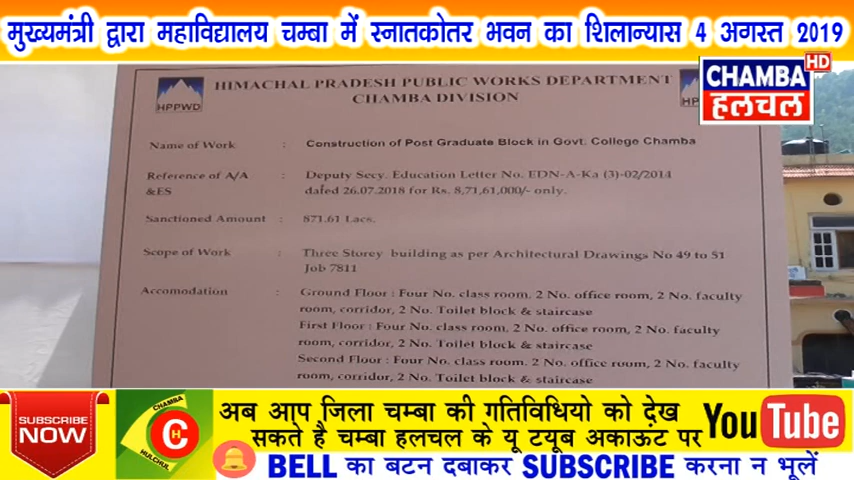 मुख्यमंत्री द्वारा महाविद्यालय चम्बा में स्नातकोतर भवन का शिलान्यास 4 अगस्त 2019
CHAMBA HD
हलचल
HIMACHAL PRADESH PUBLIC WORKS DEPARTMENT
CHAMBA DIVISION
HPPWD
Name of Work : Construction of Post Graduate Block in Govt. College Chamba
Reference of A/A : Deputy Secy. Education Letter No. EDN-A-Ka (3)-02/2014
&ES dated 26.07.2018 for Rs. 8,71,61,000/- only.
Sanctioned Amount : 871.61 Lacs.
Scope of Work : Three Storey building as per Architectural Drawings No 49 to 51
Job 7811
Accomodation : Ground Floor : Four No. class room, 2 No. office room, 2 No. faculty
room, corridor, 2 No. Toilet block & staircase
First Floor : Four No. class room, 2 No. office room, 2 No. faculty
room, corridor, 2 No. Toilet block & staircase
Second Floor : Four No. class room. 2 No. office room, 2 No. faculty
room, corridor, 2 No. Toilet block & staircase
SUBSCRIBE
NOW
CHAMBA
C
H
HULCHUL
अब आप जिला चम्बा की गतिविधियो को देख
सकते है चम्बा हलचल के यू टयूब अकाऊट पर
YouTube
BELL का बटन दबाकर SUBSCRIBE करना न भूलें